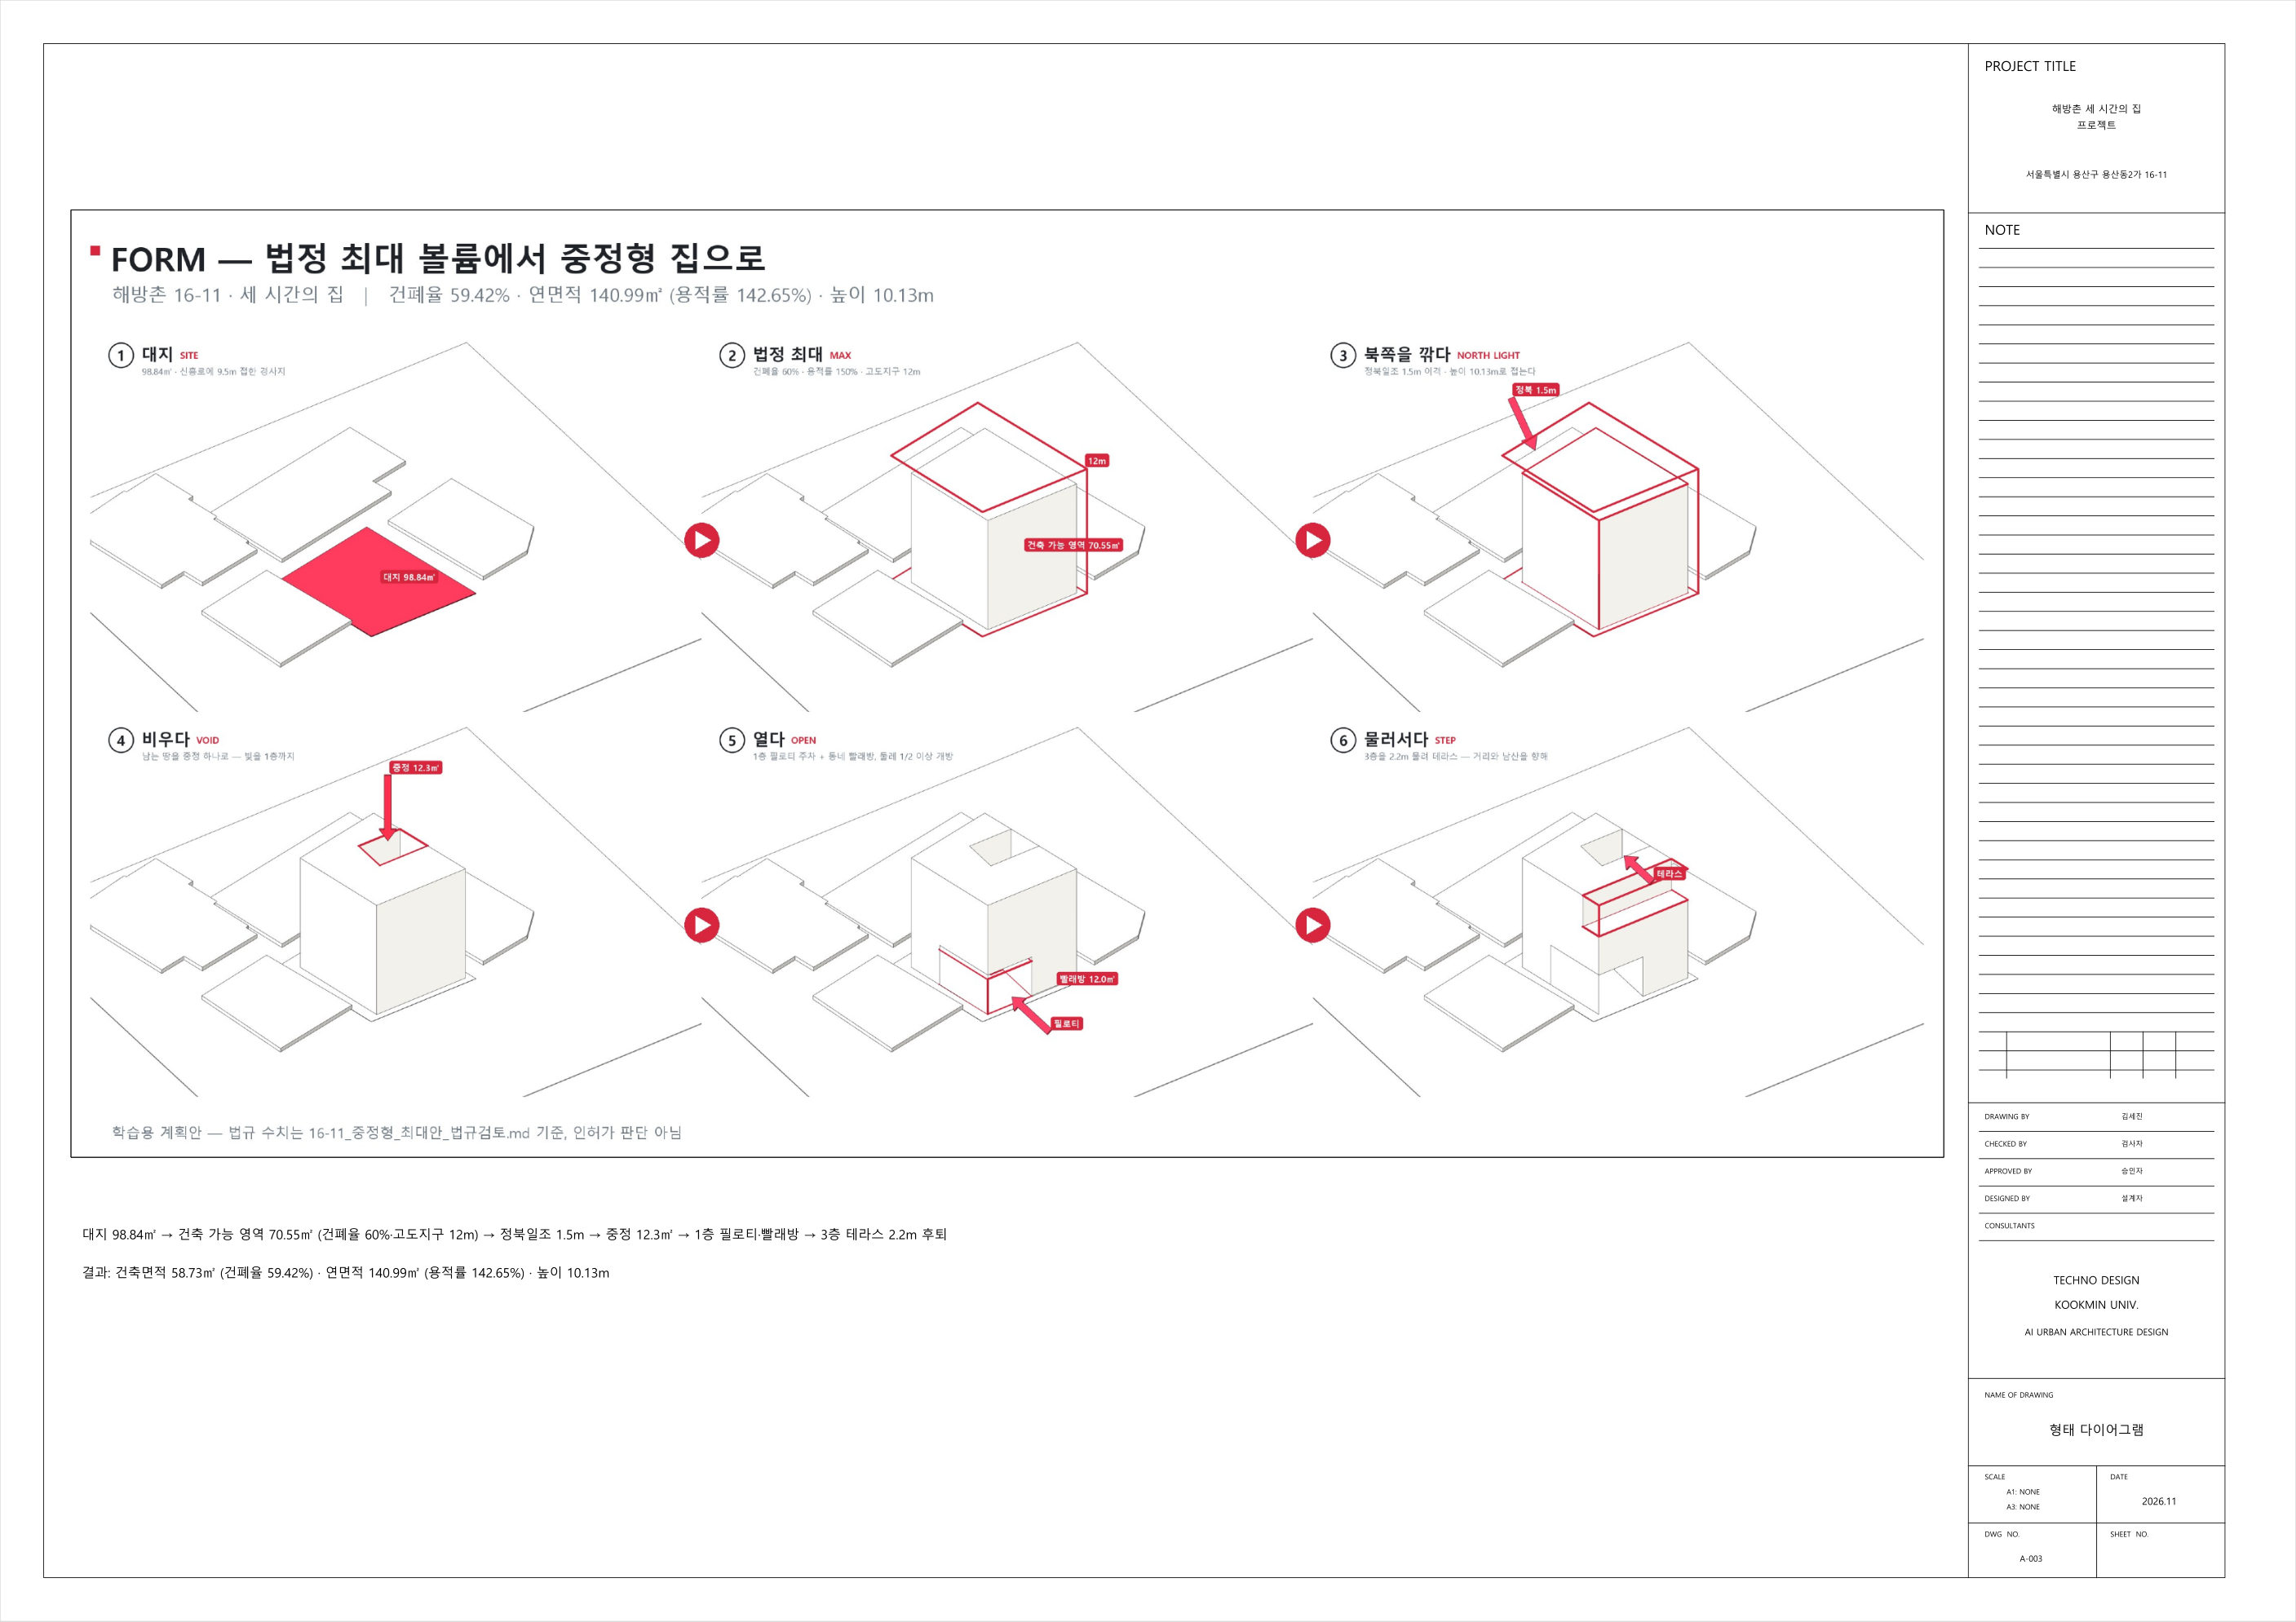 PROJECT TITLE
해방촌 세 시간의 집
프로젝트
서울특별시 용산구 용산동2가 16-11
NOTE
FORM — 법정 최대 볼륨에서 중정형 집으로
해방촌 16-11 · 세 시간의 집 | 건폐율 59.42% · 연면적 140.99㎡ (용적률 142.65%) · 높이 10.13m
1 대지 SITE
98.84㎡ · 신흥로에 9.5m 접한 경사지
대지 98.84㎡
2 법정 최대 MAX
건폐율 60% · 용적률 150% · 고도지구 12m
12m
건축 가능 영역 70.55㎡
3 북쪽을 깎다 NORTH LIGHT
정북일조 1.5m 이격 · 높이 10.13m로 접는다
정북 1.5m
4 비우다 VOID
남는 땅을 중정 하나로 — 빛을 1층까지
중정 12.3㎡
5 열다 OPEN
1층 필로티 주차 + 동네 빨래방, 둘레 1/2 이상 개방
빨래방 12.0㎡
필로티
6 물러서다 STEP
3층을 2.2m 물려 테라스 — 거리와 남산을 향해
테라스
학습용 계획안 — 법규 수치는 16-11_중정형_최대안_법규검토.md 기준, 인허가 판단 아님
대지 98.84㎡ → 건축 가능 영역 70.55㎡ (건폐율 60%·고도지구 12m) → 정북일조 1.5m → 중정 12.3㎡ → 1층 필로티·빨래방 → 3층 테라스 2.2m 후퇴
결과: 건축면적 58.73㎡ (건폐율 59.42%) · 연면적 140.99㎡ (용적률 142.65%) · 높이 10.13m
DRAWING BY 김세진
CHECKED BY 검사자
APPROVED BY 승인자
DESIGNED BY 설계자
CONSULTANTS
TECHNO DESIGN
KOOKMIN UNIV.
AI URBAN ARCHITECTURE DESIGN
NAME OF DRAWING
형태 다이어그램
SCALE
A1: NONE
A3: NONE
DATE
2026.11
DWG NO.
A-003
SHEET NO.